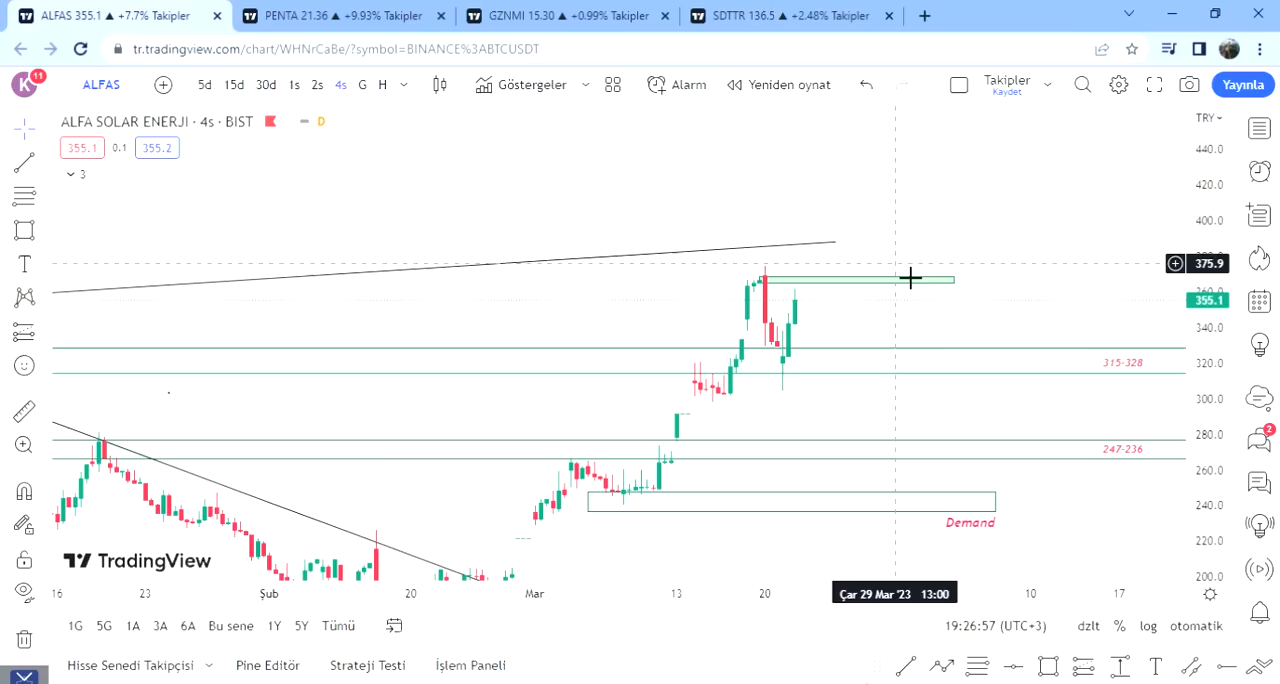 ALFAS 355.1 ▲ +7.7% Takipler
PENTA 21.36 ▲ +9.93% Takipler
GZNMI 15.30 ▲ +0.99% Takipler
SDTTR 136.5 ▲ +2.48% Takipler
tr.tradingview.com/chart/WHNrCaBe/?symbol=BINANCE%3ABTCUSDT
K 11
ALFAS
5d 15d 30d 1s 2s 4s G H
Göstergeler
Alarm
Yeniden oynat
Takipler
Kaydet
Yayınla
ALFA SOLAR ENERJI · 4s · BIST
D
TRY
355.1 0.1 355.2
3
440.0
420.0
400.0
375.9
355.1
340.0
315-328
320.0
300.0
2
280.0
247-236
260.0
240.0
Demand
220.0
TradingView
200.0
16 23 Şub 20 Mar 13 20 Çar 29 Mar '23 13:00 10 17
1G 5G 1A 3A 6A Bu sene 1Y 5Y Tümü
19:26:57 (UTC+3) dzlt % log otomatik
Hisse Senedi Takipçisi Pine Editör Strateji Testi İşlem Paneli